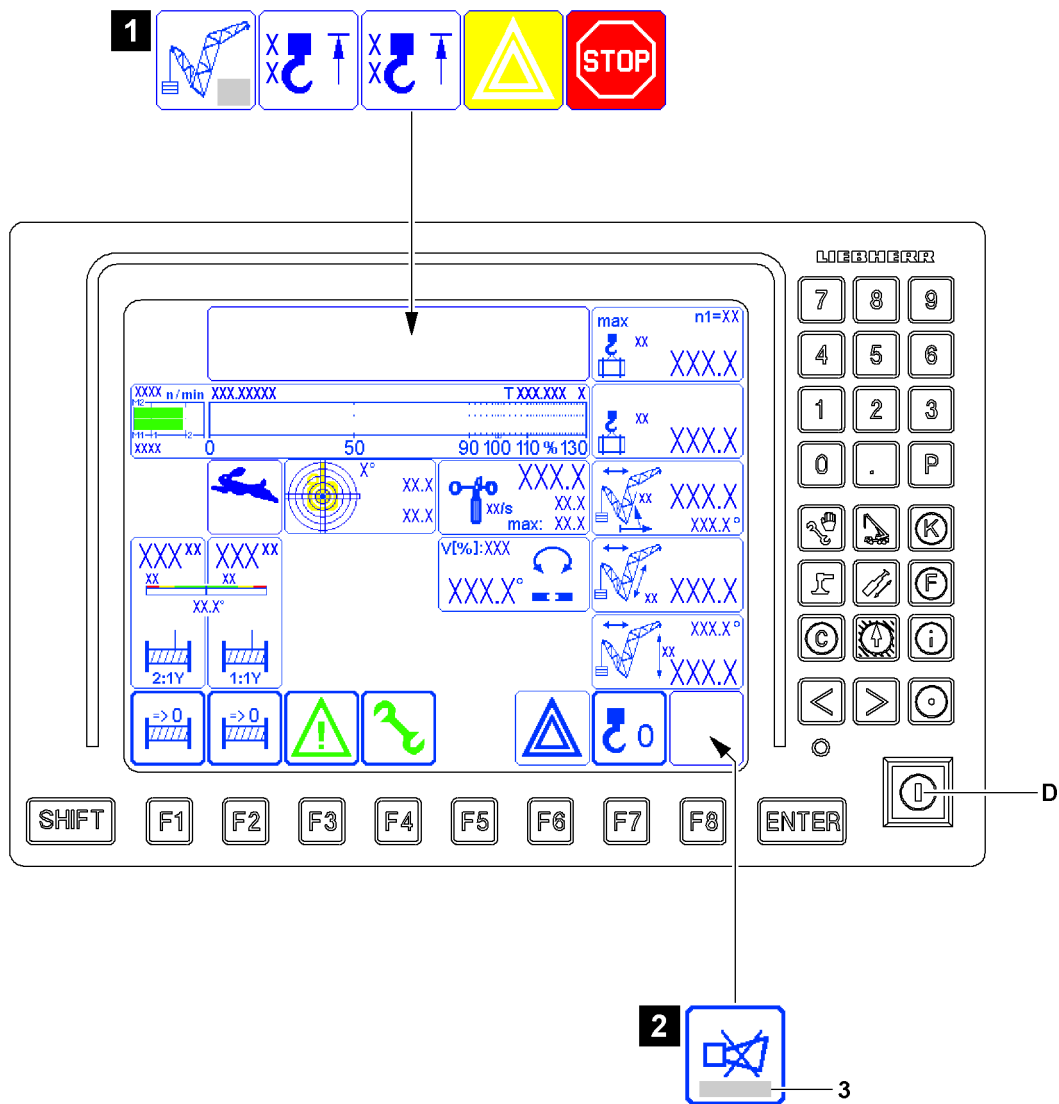 1
X
X
X
X
STOP
LIEBHERR
7 8 9
4 5 6
1 2 3
0 . P
K
F
C i
< >
max n1=XX
XX
XXX.X
XX
XXX.X
XXXX n/min XXX.XXXXX T XXX.XXX X
M2
M1 1 2
XXXX 0 50 90 100 110 % 130
X°
XX.X
XX.X
XXX.X
XX/s XX.X
max: XX.X
XX XXX.X
XXX.X°
XXX XX XXX XX
XX XX
XX.X°
2:1Y 1:1Y
V[%]:XXX
XXX.X°
XX XXX.X
XXX.X°
XX
XXX.X
=> 0 => 0 ! 0
D
SHIFT F1 F2 F3 F4 F5 F6 F7 F8 ENTER
2
3